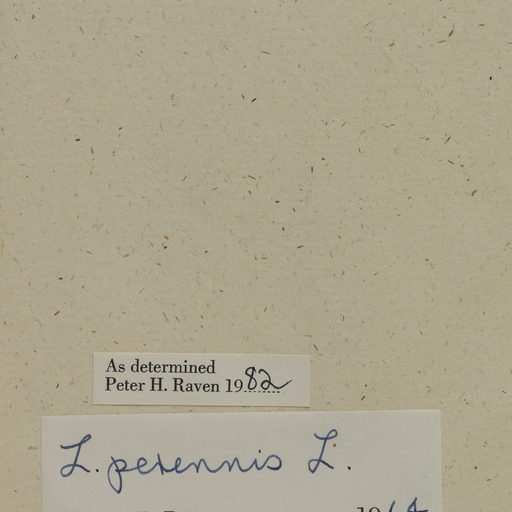 As determined
Peter H. Raven 1982
L. perennis L.